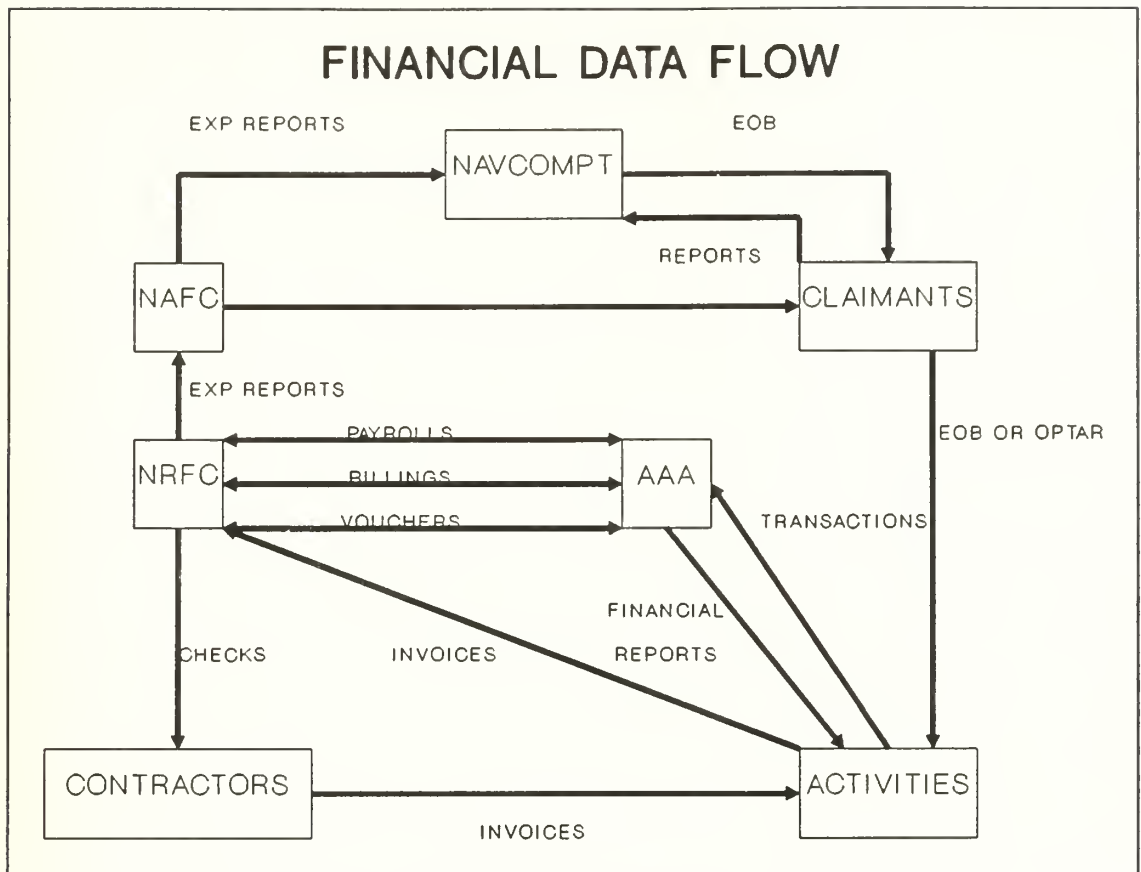 FINANCIAL DATA FLOW
EXP REPORTS
EOB
NAVCOMPT
REPORTS
NAFC
CLAIMANTS
EXP REPORTS
PAYROLLS
EOB OR OPTAR
NRFC
BILLINGS
AAA
VOUCHERS
TRANSACTIONS
FINANCIAL
CHECKS
INVOICES
REPORTS
CONTRACTORS
ACTIVITIES
INVOICES